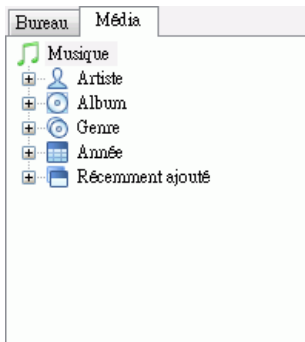 Bureau Média
Musique
Artiste
Album
Genre
Année
Récemment ajouté